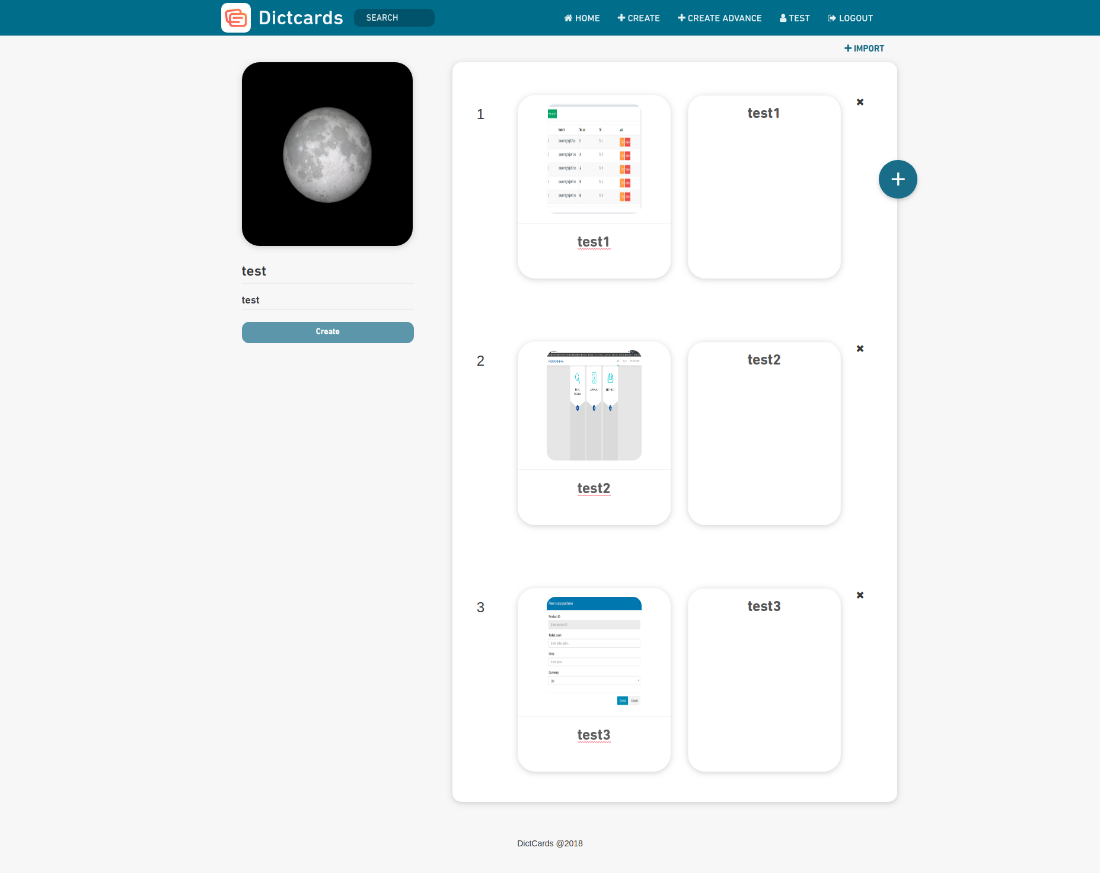 Dictcards
SEARCH
HOME
CREATE
CREATE ADVANCE
TEST
LOGOUT
IMPORT
test
test
Create
1
test1
test1
2
test2
test2
3
test3
test3
DictCards @2018